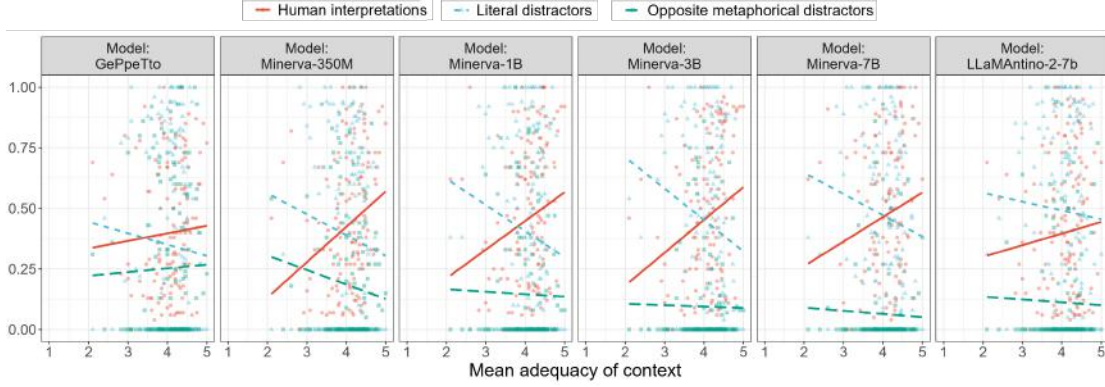 Human interpretations Literal distractors Opposite metaphorical distractors
Model: Model: Model: Model: Model: Model:
GePpeTto Minerva-350M Minerva-1B Minerva-3B Minerva-7B LLaMAntino-2-7b
1.00
0.75
0.50
0.25
0.00
1 2 3 4 5 1 2 3 4 5 1 2 3 4 5 1 2 3 4 5 1 2 3 4 5 1 2 3 4 5
Mean adequacy of context